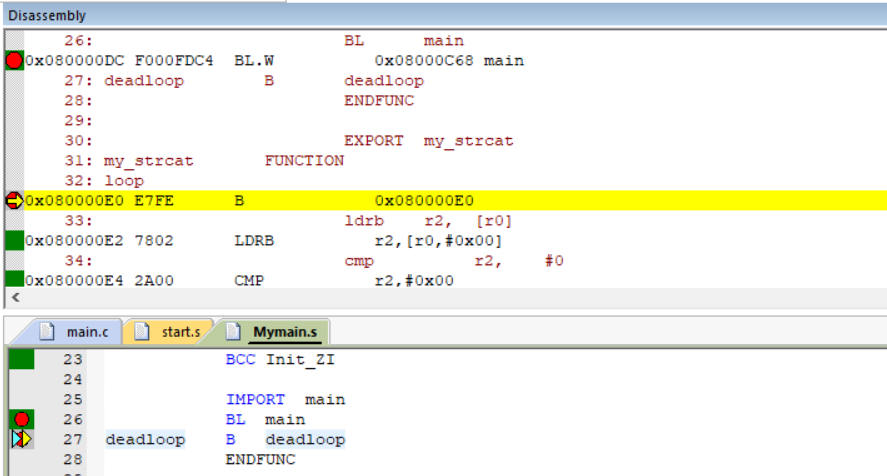 Disassembly
26: BL main
0x080000DC F000FDC4 BL.W 0x08000C68 main
27: deadloop B deadloop
28: ENDFUNC
29:
30: EXPORT my_strcat
31: my_strcat FUNCTION
32: loop
0x080000E0 E7FE B 0x080000E0
33: ldrb r2, [r0]
0x080000E2 7802 LDRB r2,[r0,#0x00]
34: cmp r2, #0
0x080000E4 2A00 CMP r2,#0x00
main.c start.s Mymain.s
23 BCC Init_ZI
24
25 IMPORT main
26 BL main
27 deadloop B deadloop
28 ENDFUNC